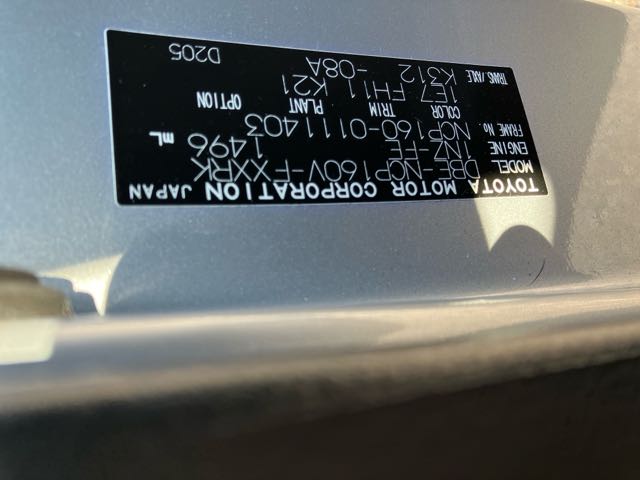 TOYOTA MOTOR CORPORATION JAPAN
MODEL DBE-NCP160V-FXXRK
ENGINE 1NZ-FE 1496 mL
FRAME No. NCP160-0111403
COLOR TRIM PLANT OPTION
1E7 FH11 K21
TRANS./AXLE K312 -08A
D205